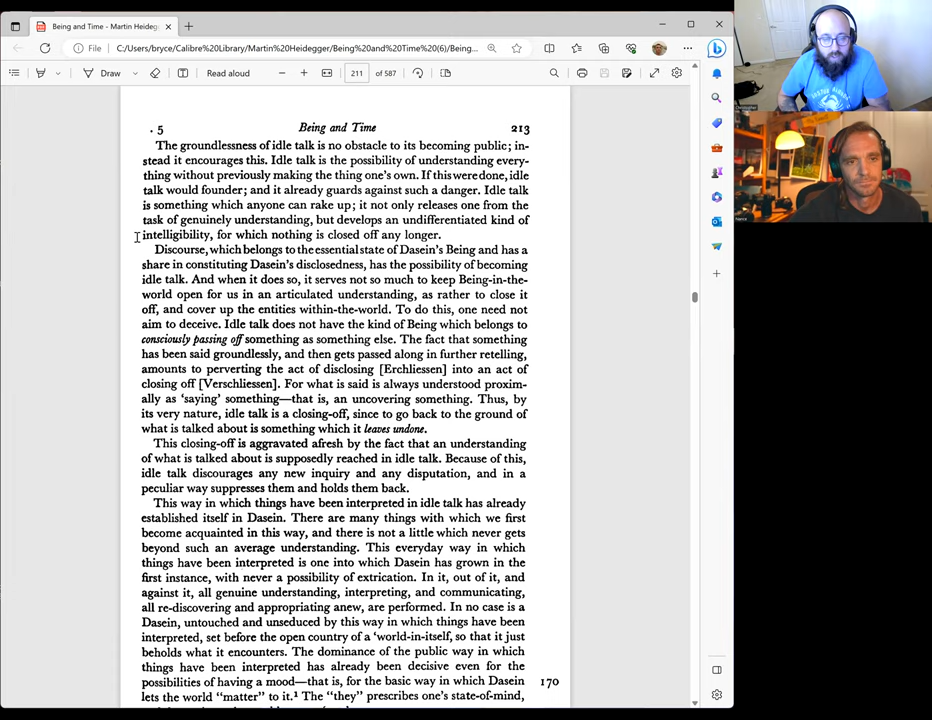 Being and Time - Martin Heideg
File
C:/Users/bryce/Calibre%20Library/Martin%20Heidegger/Being%20and%20Time%20(6)/Being...
Draw
Read aloud
211 of 587
. 5 Being and Time 213
The groundlessness of idle talk is no obstacle to its becoming public; in-
stead it encourages this. Idle talk is the possibility of understanding every-
thing without previously making the thing one's own. If this were done, idle
talk would founder; and it already guards against such a danger. Idle talk
is something which anyone can rake up; it not only releases one from the
task of genuinely understanding, but develops an undifferentiated kind of
intelligibility, for which nothing is closed off any longer.
Discourse, which belongs to the essential state of Dasein's Being and has a
share in constituting Dasein's disclosedness, has the possibility of becoming
idle talk. And when it does so, it serves not so much to keep Being-in-the-
world open for us in an articulated understanding, as rather to close it
off, and cover up the entities within-the-world. To do this, one need not
aim to deceive. Idle talk does not have the kind of Being which belongs to
consciously passing off something as something else. The fact that something
has been said groundlessly, and then gets passed along in further retelling,
amounts to perverting the act of disclosing [Erchliessen] into an act of
closing off [Verschliessen]. For what is said is always understood proxim-
ally as 'saying' something—that is, an uncovering something. Thus, by
its very nature, idle talk is a closing-off, since to go back to the ground of
what is talked about is something which it leaves undone.
This closing-off is aggravated afresh by the fact that an understanding
of what is talked about is supposedly reached in idle talk. Because of this,
idle talk discourages any new inquiry and any disputation, and in a
peculiar way suppresses them and holds them back.
This way in which things have been interpreted in idle talk has already
established itself in Dasein. There are many things with which we first
become acquainted in this way, and there is not a little which never gets
beyond such an average understanding. This everyday way in which
things have been interpreted is one into which Dasein has grown in the
first instance, with never a possibility of extrication. In it, out of it, and
against it, all genuine understanding, interpreting, and communicating,
all re-discovering and appropriating anew, are performed. In no case is a
Dasein, untouched and unseduced by this way in which things have been
interpreted, set before the open country of a 'world-in-itself, so that it just
beholds what it encounters. The dominance of the public way in which
things have been interpreted has already been decisive even for the
possibilities of having a mood—that is, for the basic way in which Dasein 170
lets the world "matter" to it.¹ The "they" prescribes one's state-of-mind,